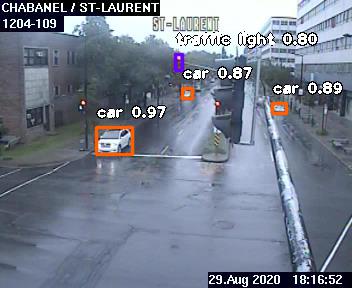 CHABANEL / ST-LAURENT
1204-109
ST-LAURENT
traffic light 0.80
car 0.87
car 0.89
car 0.97
29.Aug 2020 18:16:52